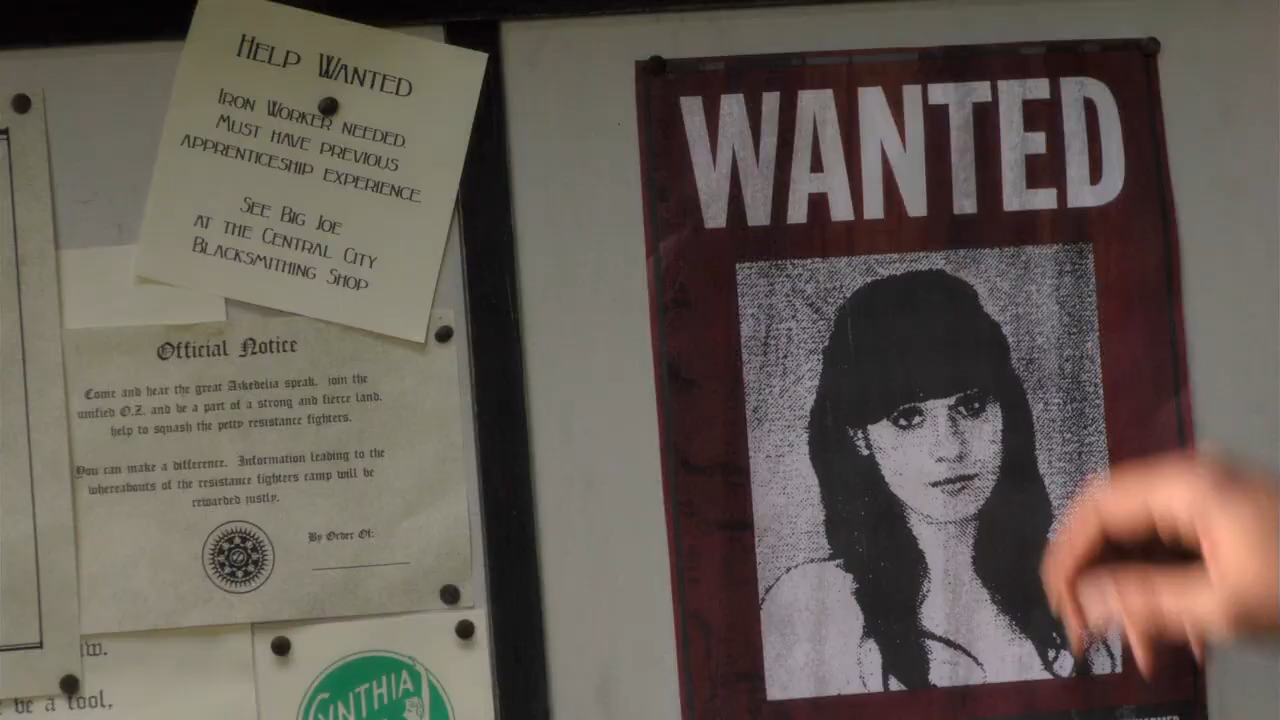 HELP WANTED
IRON WORKER NEEDED.
MUST HAVE PREVIOUS
APPRENTICESHIP EXPERIENCE
SEE BIG JOE
AT THE CENTRAL CITY
BLACKSMITHING SHOP
Official Notice
Come and hear the great Azkedelia speak. join the
unified O.Z. and be a part of a strong and fierce land.
help to squash the petty resistance fighters.
You can make a difference. Information leading to the
whereabouts of the resistance fighters camp will be
rewarded justly.
By Order Of:
be a fool,
CYNTHIA
WANTED